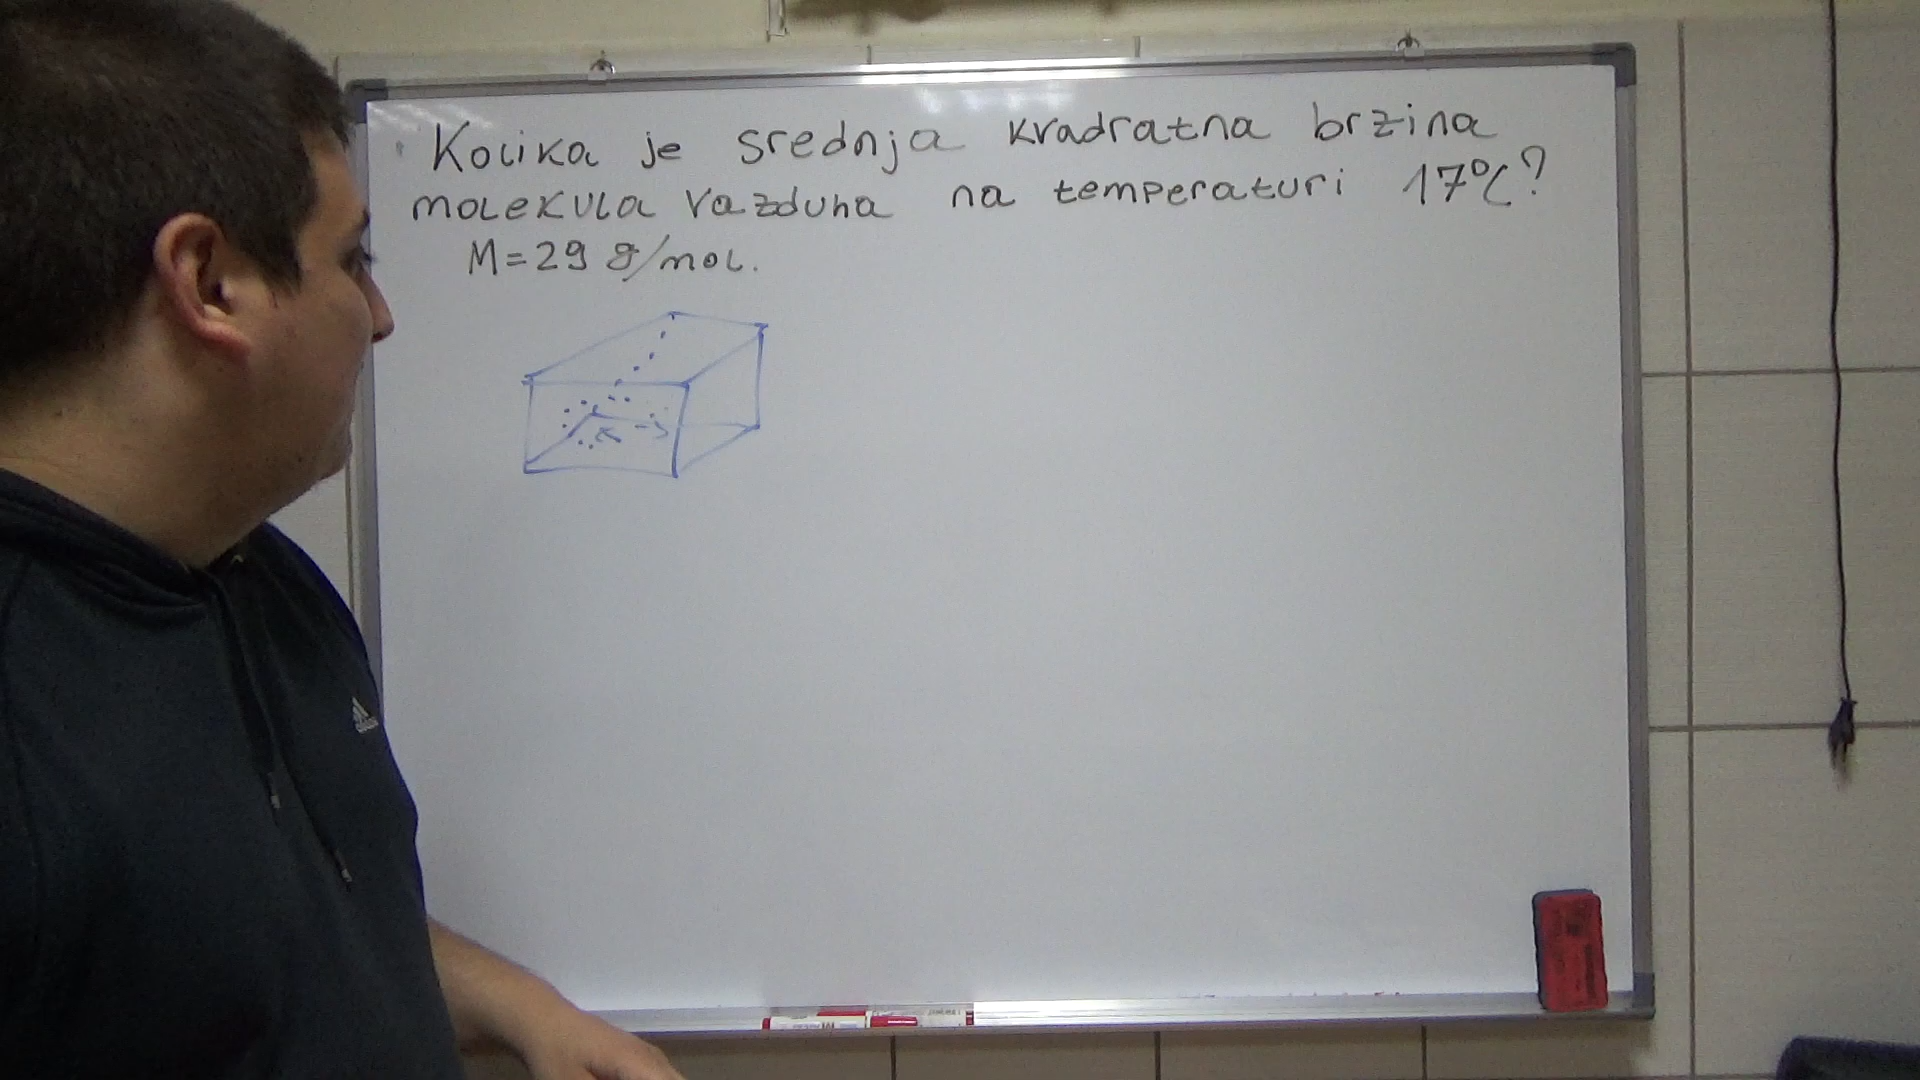 Kolika je srednja kvadratna brzina
molekula vazduha na temperaturi 17°C?
M=29 g/mol.